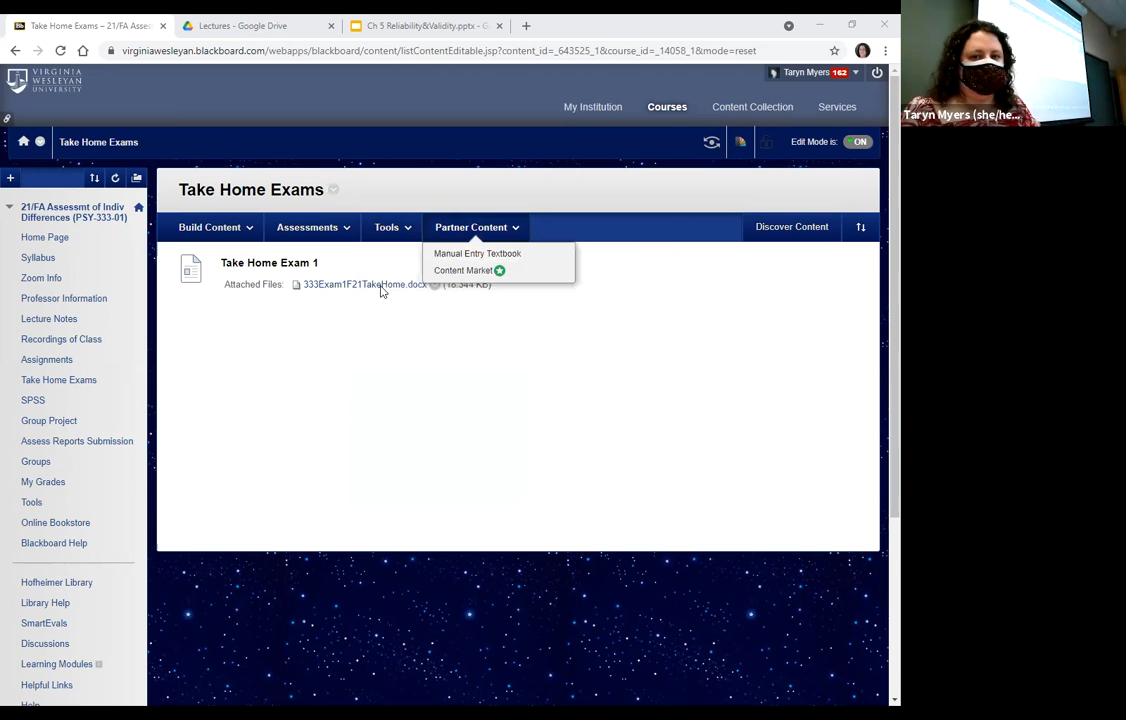 Take Home Exams – 21/FA Asses
Lectures - Google Drive
Ch 5 Reliability&Validity.pptx - G
virginiawesleyan.blackboard.com/webapps/blackboard/content/listContentEditable.jsp?content_id=_643525_1&course_id=_14058_1&mode=reset
VIRGINIA
WESLEYAN
UNIVERSITY
Taryn Myers 162
My Institution
Courses
Content Collection
Services
Take Home Exams
Edit Mode is:
ON
21/FA Assessmt of Indiv
Differences (PSY-333-01)
Home Page
Syllabus
Zoom Info
Professor Information
Lecture Notes
Recordings of Class
Assignments
Take Home Exams
SPSS
Group Project
Assess Reports Submission
Groups
My Grades
Tools
Online Bookstore
Blackboard Help
Hofheimer Library
Library Help
SmartEvals
Discussions
Learning Modules
Helpful Links
Help
Take Home Exams
Build Content
Assessments
Tools
Partner Content
Discover Content
Manual Entry Textbook
Content Market
Take Home Exam 1
Attached Files:
333Exam1F21TakeHome.docx
(18.344 KB)
Taryn Myers (she/he...